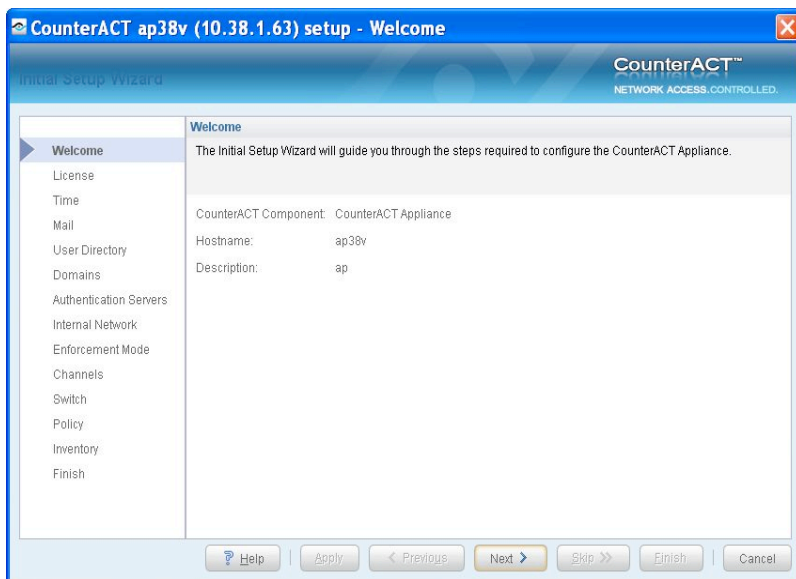 CounterACT ap38v (10.38.1.63) setup - Welcome
Initial Setup Wizard
CounterACT™
NETWORK ACCESS.CONTROLLED.
Welcome
License
Time
Mail
User Directory
Domains
Authentication Servers
Internal Network
Enforcement Mode
Channels
Switch
Policy
Inventory
Finish
Welcome
The Initial Setup Wizard will guide you through the steps required to configure the CounterACT Appliance.
CounterACT Component: CounterACT Appliance
Hostname: ap38v
Description: ap
Help Apply Previous Next Skip Finish Cancel